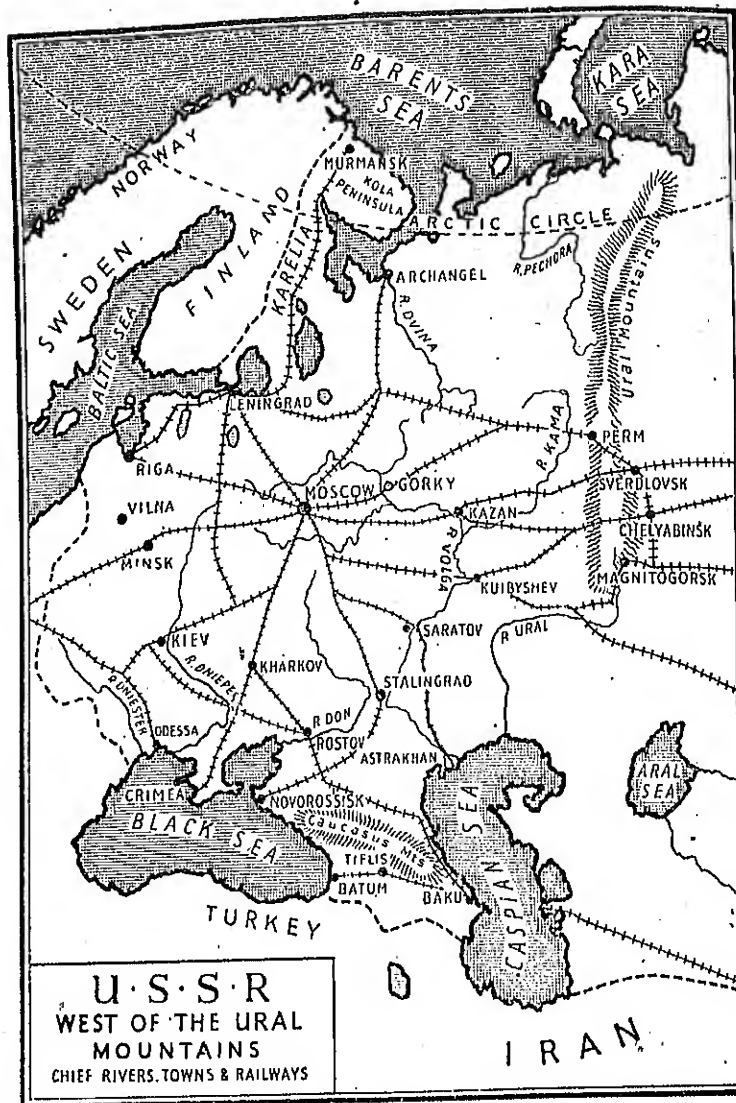 BARENTS
SEA
KARA
SEA
NORWAY
MURMANSK
KOLA
PENINSULA
ARCTIC CIRCLE
SWEDEN
FINLAND
KARELIA
R.PECHORA
Ural Mountains
ARCHANGEL
R.DVINA
BALTIC SEA
LENINGRAD
R.KAMA
PERM
RIGA
SVERDLOVSK
MOSCOW
GORKY
VILNA
KAZAN
CHELYABINSK
MINSK
R VOLGA
KUIBYSHEV
MAGNITOGORSK
KIEV
SARATOV
R URAL
R.DNIEPER
KHARKOV
STALINGRAD
R DNIESTER
ODESSA
R DON
ROSTOV
ASTRAKHAN
ARAL
SEA
CRIMEA
NOVOROSSISK
BLACK SEA
Caucasus Mts
TIFLIS
BATUM
BAKU
CASPIAN SEA
TURKEY
IRAN
U·S·S·R
WEST OF THE URAL
MOUNTAINS
CHIEF RIVERS, TOWNS & RAILWAYS